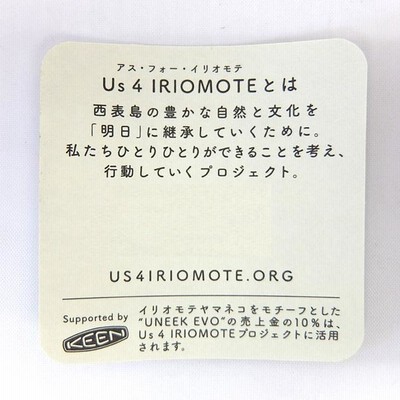 アス・フォー・イリオモテ
Us 4 IRIOMOTEとは
西表島の豊かな自然と文化を
「明日」に継承していくために。
私たちひとりひとりができることを考え、
行動していくプロジェクト。
US4IRIOMOTE.ORG
Supported by
KEEN
イリオモテヤマネコをモチーフとした
“UNEEK EVO”の売上金の10%は、
Us 4 IRIOMOTEプロジェクトに活用
されます。